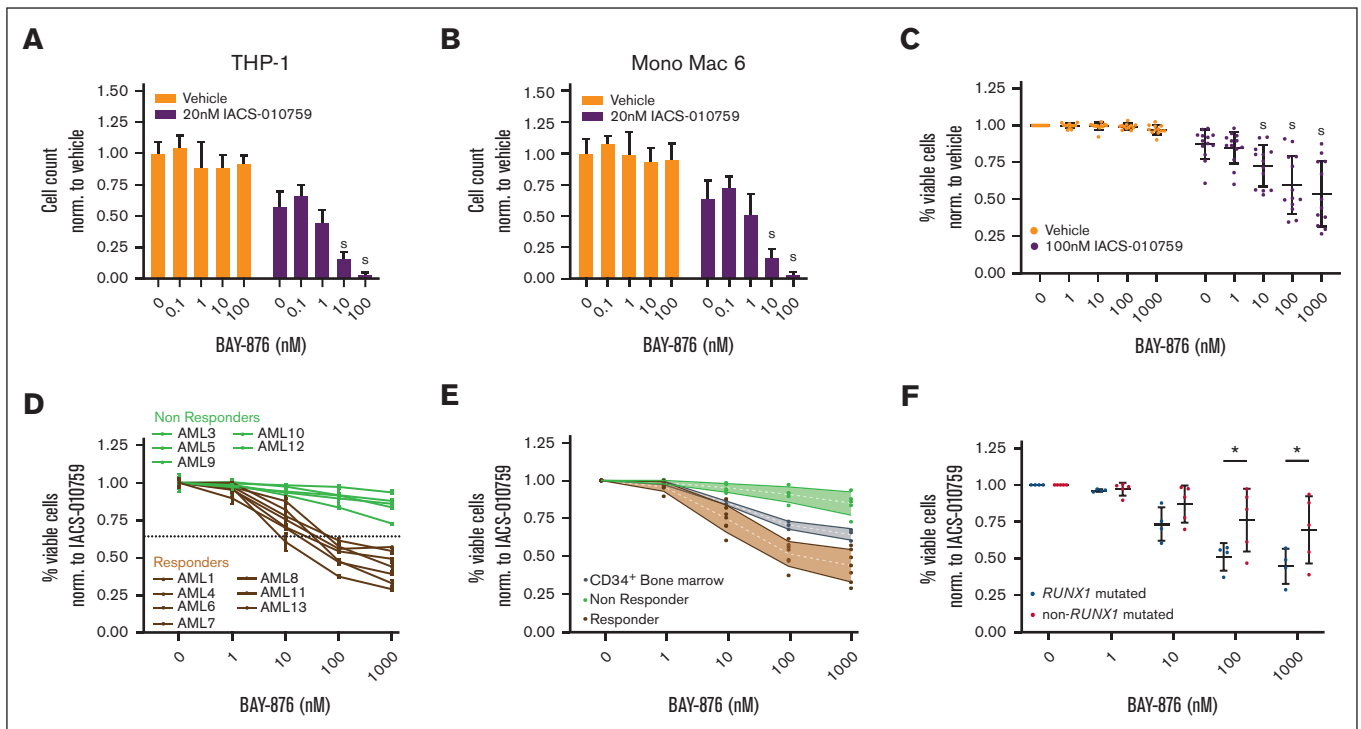 A
THP-1
Cell count
norm. to vehicle
1.50
1.25
1.00
0.75
0.50
0.25
0.00
Vehicle
20nM IACS-010759
s
s
0
0.1
1
10
100
0
0.1
1
10
100
BAY-876 (nM)
B
Mono Mac 6
Cell count
norm. to vehicle
1.50
1.25
1.00
0.75
0.50
0.25
0.00
Vehicle
20nM IACS-010759
s
s
0
0.1
1
10
100
0
0.1
1
10
100
BAY-876 (nM)
C
% viable cells
norm. to vehicle
1.25
1.00
0.75
0.50
0.25
0.00
s
s
s
Vehicle
100nM IACS-010759
0
1
10
100
1000
0
1
10
100
1000
BAY-876 (nM)
D
% viable cells
norm. to IACS-010759
1.25
1.00
0.75
0.50
0.25
0.00
Non Responders
AML3
AML5
AML9
AML10
AML12
Responders
AML1
AML4
AML6
AML7
AML8
AML11
AML13
0
1
10
100
1000
BAY-876 (nM)
E
% viable cells
norm. to IACS-010759
1.25
1.00
0.75
0.50
0.25
0.00
CD34+ Bone marrow
Non Responder
Responder
0
1
10
100
1000
BAY-876 (nM)
F
% viable cells
norm. to IACS-010759
1.25
1.00
0.75
0.50
0.25
0.00
*
*
RUNX1 mutated
non-RUNX1 mutated
0
1
10
100
1000
BAY-876 (nM)